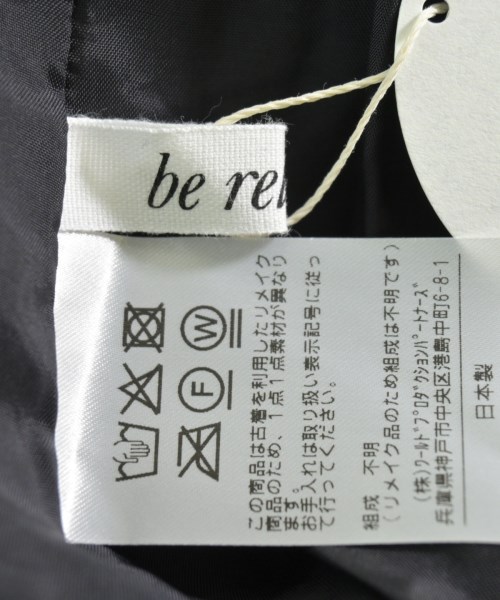 be re
W
F
この商品は古着を利用したリメイク
商品のため、1点1点素材が異なり
ます。
お手入れは取り扱い表示記号に従っ
て行ってください。
組成 不明
(リメイク品のため組成は不明です)
(株)ワールドプロダクションパートナーズ
兵庫県神戸市中央区港島中町6-8-1
日本製